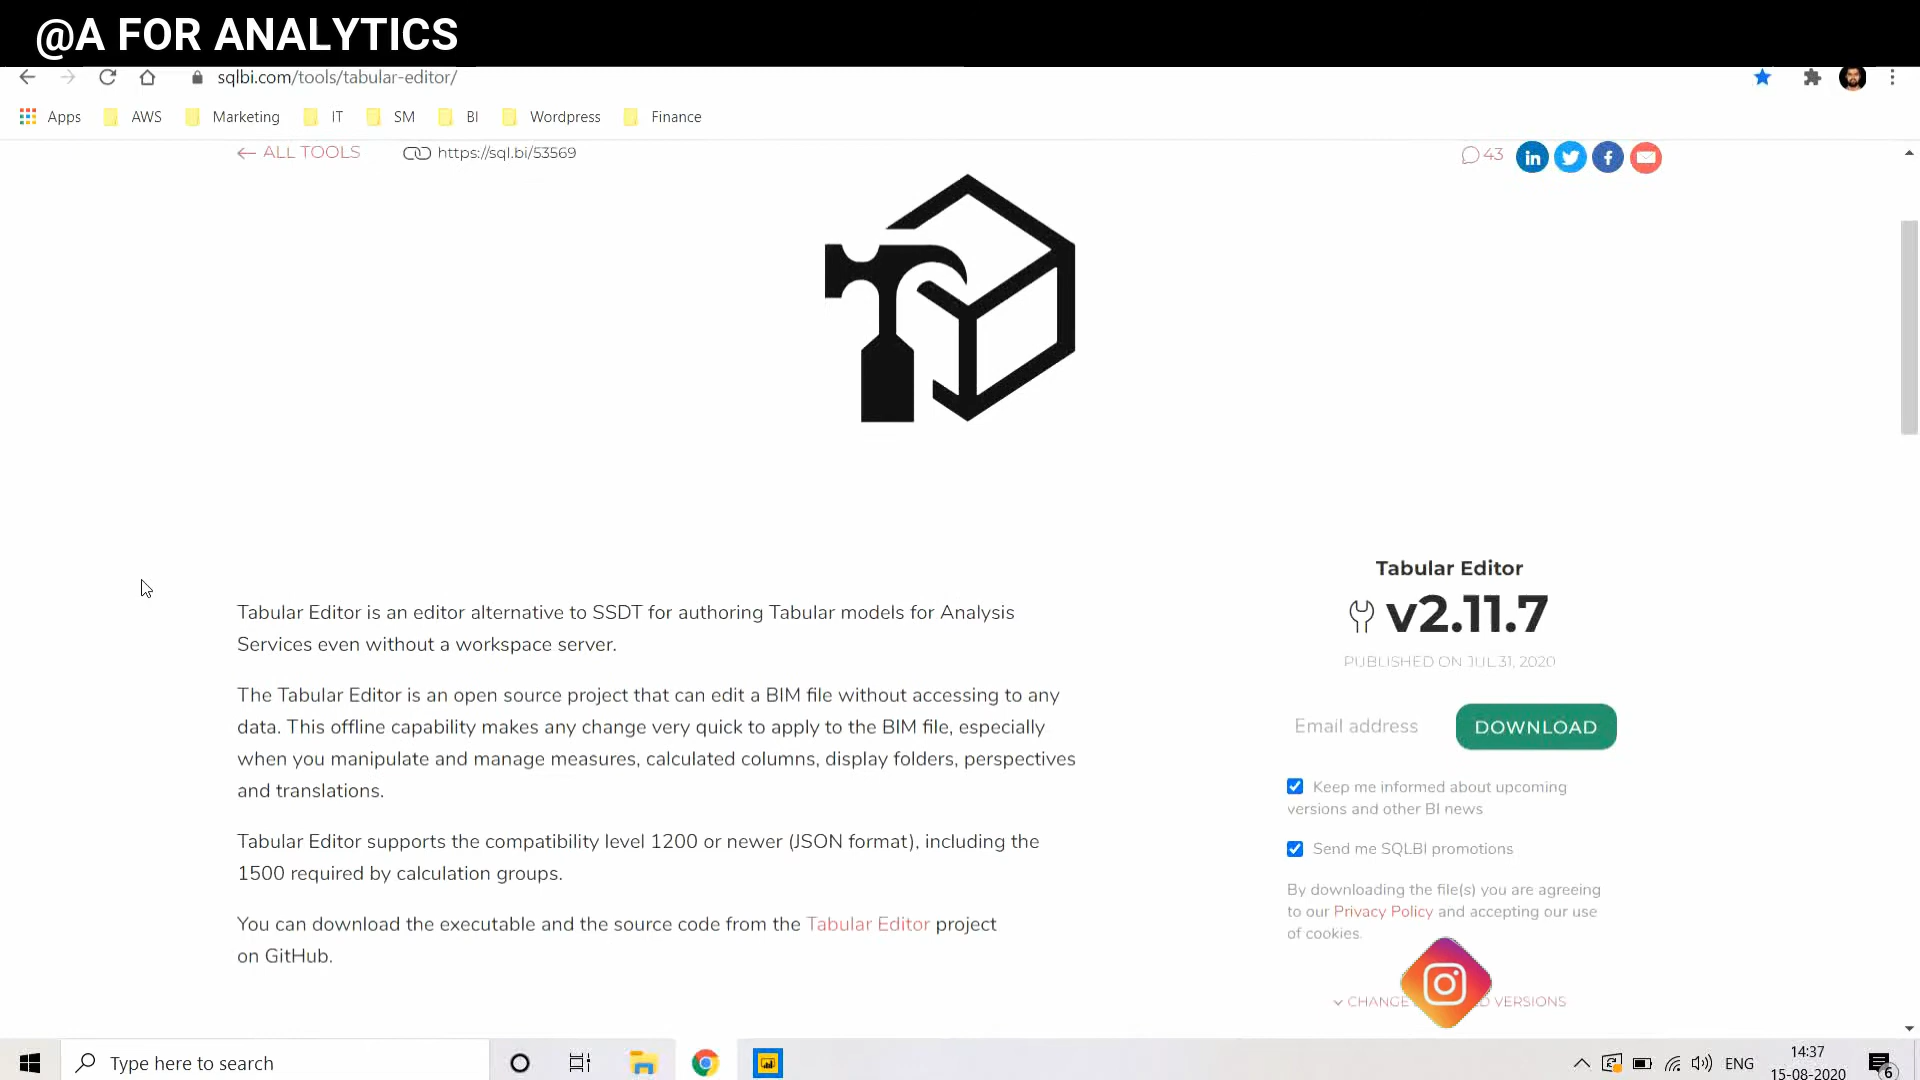 @A FOR ANALYTICS
sqlbi.com/tools/tabular-editor/
Apps AWS Marketing IT SM BI Wordpress Finance
ALL TOOLS https://sql.bi/53569 43
Tabular Editor
v2.11.7
PUBLISHED ON JUL 31, 2020
Tabular Editor is an editor alternative to SSDT for authoring Tabular models for Analysis
Services even without a workspace server.
The Tabular Editor is an open source project that can edit a BIM file without accessing to any
data. This offline capability makes any change very quick to apply to the BIM file, especially
when you manipulate and manage measures, calculated columns, display folders, perspectives
and translations.
Tabular Editor supports the compatibility level 1200 or newer (JSON format), including the
1500 required by calculation groups.
You can download the executable and the source code from the Tabular Editor project
on GitHub.
Email address DOWNLOAD
Keep me informed about upcoming
versions and other BI news
Send me SQLBI promotions
By downloading the file(s) you are agreeing
to our Privacy Policy and accepting our use
of cookies.
CHANGE VERSIONS
Type here to search
ENG
14:37
15-08-2020
6